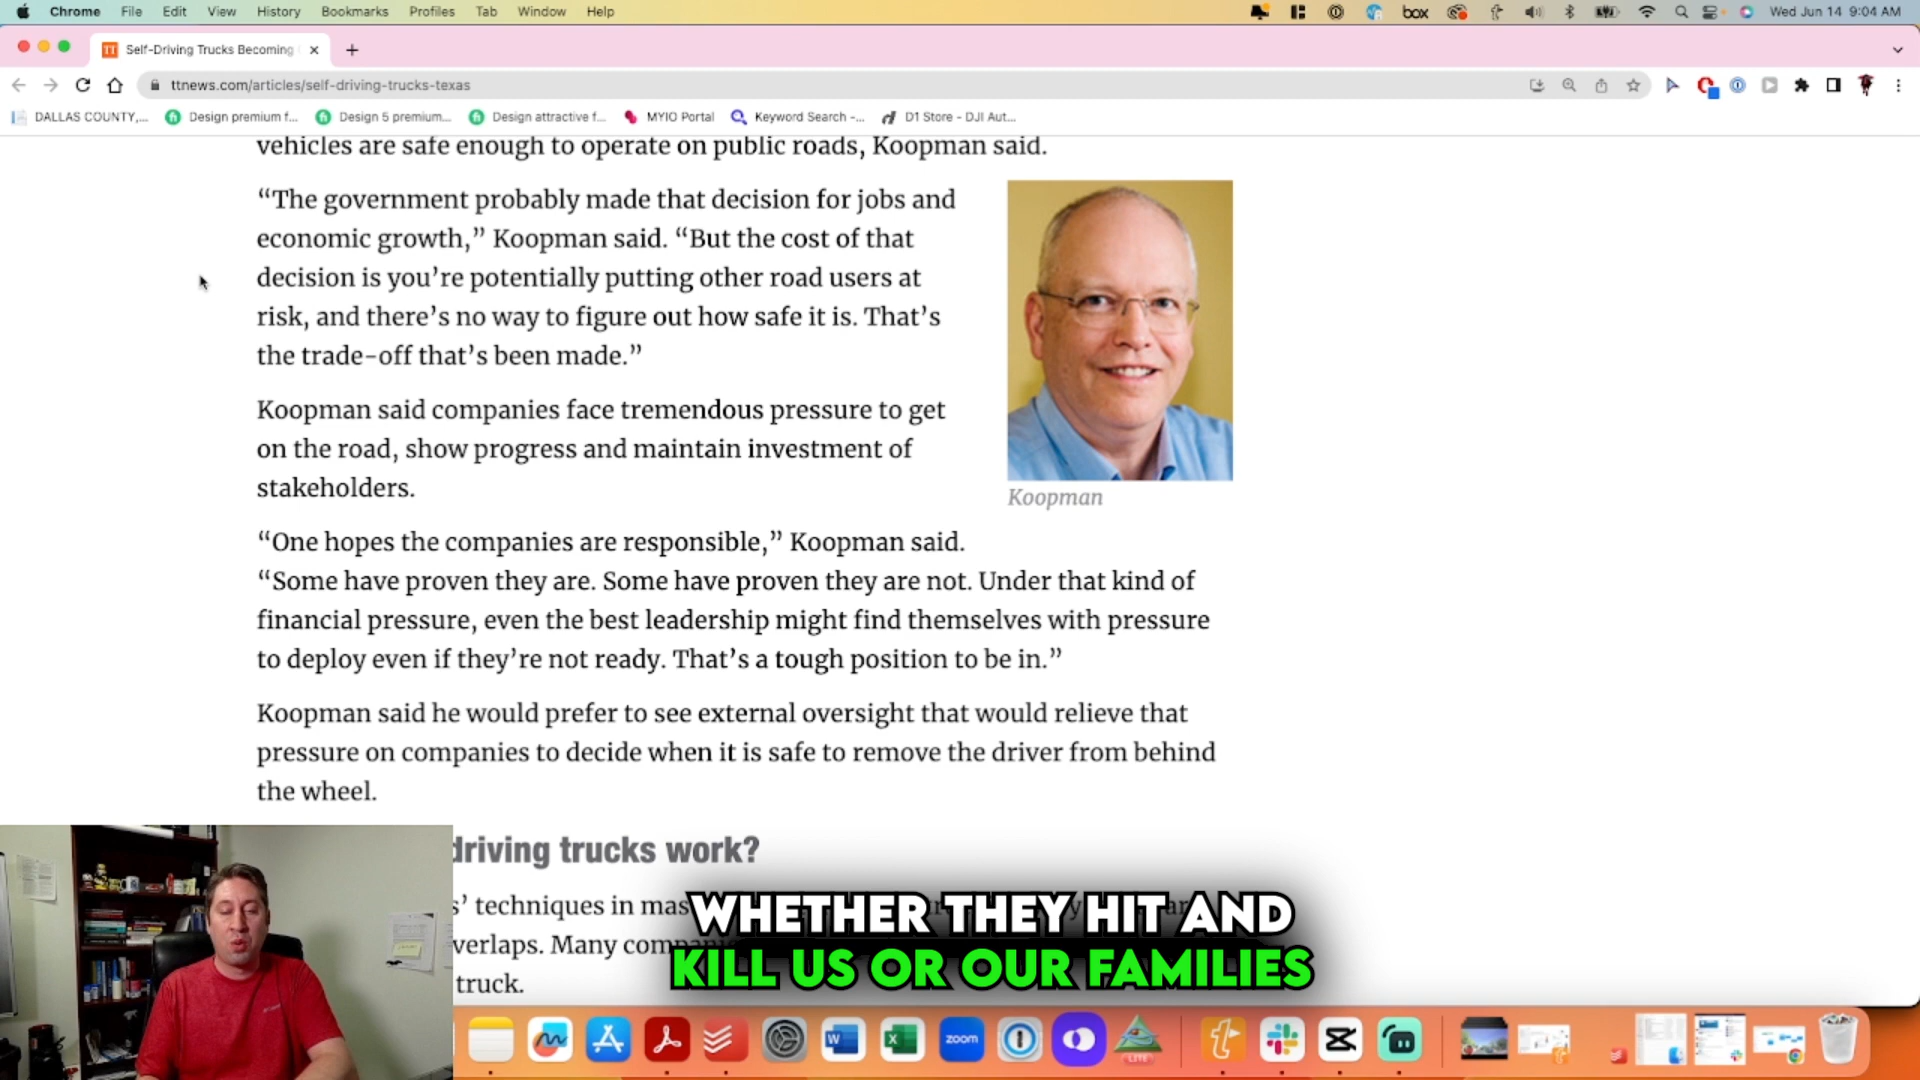 Chrome File Edit View History Bookmarks Profiles Tab Window Help
box
Wed Jun 14 9:04 AM
Self-Driving Trucks Becoming
ttnews.com/articles/self-driving-trucks-texas
DALLAS COUNTY,... Design premium f... Design 5 premium... Design attractive f... MYIO Portal Keyword Search -... D1 Store - DJI Aut...
vehicles are safe enough to operate on public roads, Koopman said.
“The government probably made that decision for jobs and
economic growth,” Koopman said. “But the cost of that
decision is you’re potentially putting other road users at
risk, and there’s no way to figure out how safe it is. That’s
the trade-off that’s been made.”
Koopman said companies face tremendous pressure to get
on the road, show progress and maintain investment of
stakeholders.
Koopman
“One hopes the companies are responsible,” Koopman said.
“Some have proven they are. Some have proven they are not. Under that kind of
financial pressure, even the best leadership might find themselves with pressure
to deploy even if they’re not ready. That’s a tough position to be in.”
Koopman said he would prefer to see external oversight that would relieve that
pressure on companies to decide when it is safe to remove the driver from behind
the wheel.
driving trucks work?
s’ techniques in mas
verlaps. Many com
truck.
WHETHER THEY HIT AND
KILL US OR OUR FAMILIES
zoom
LITE